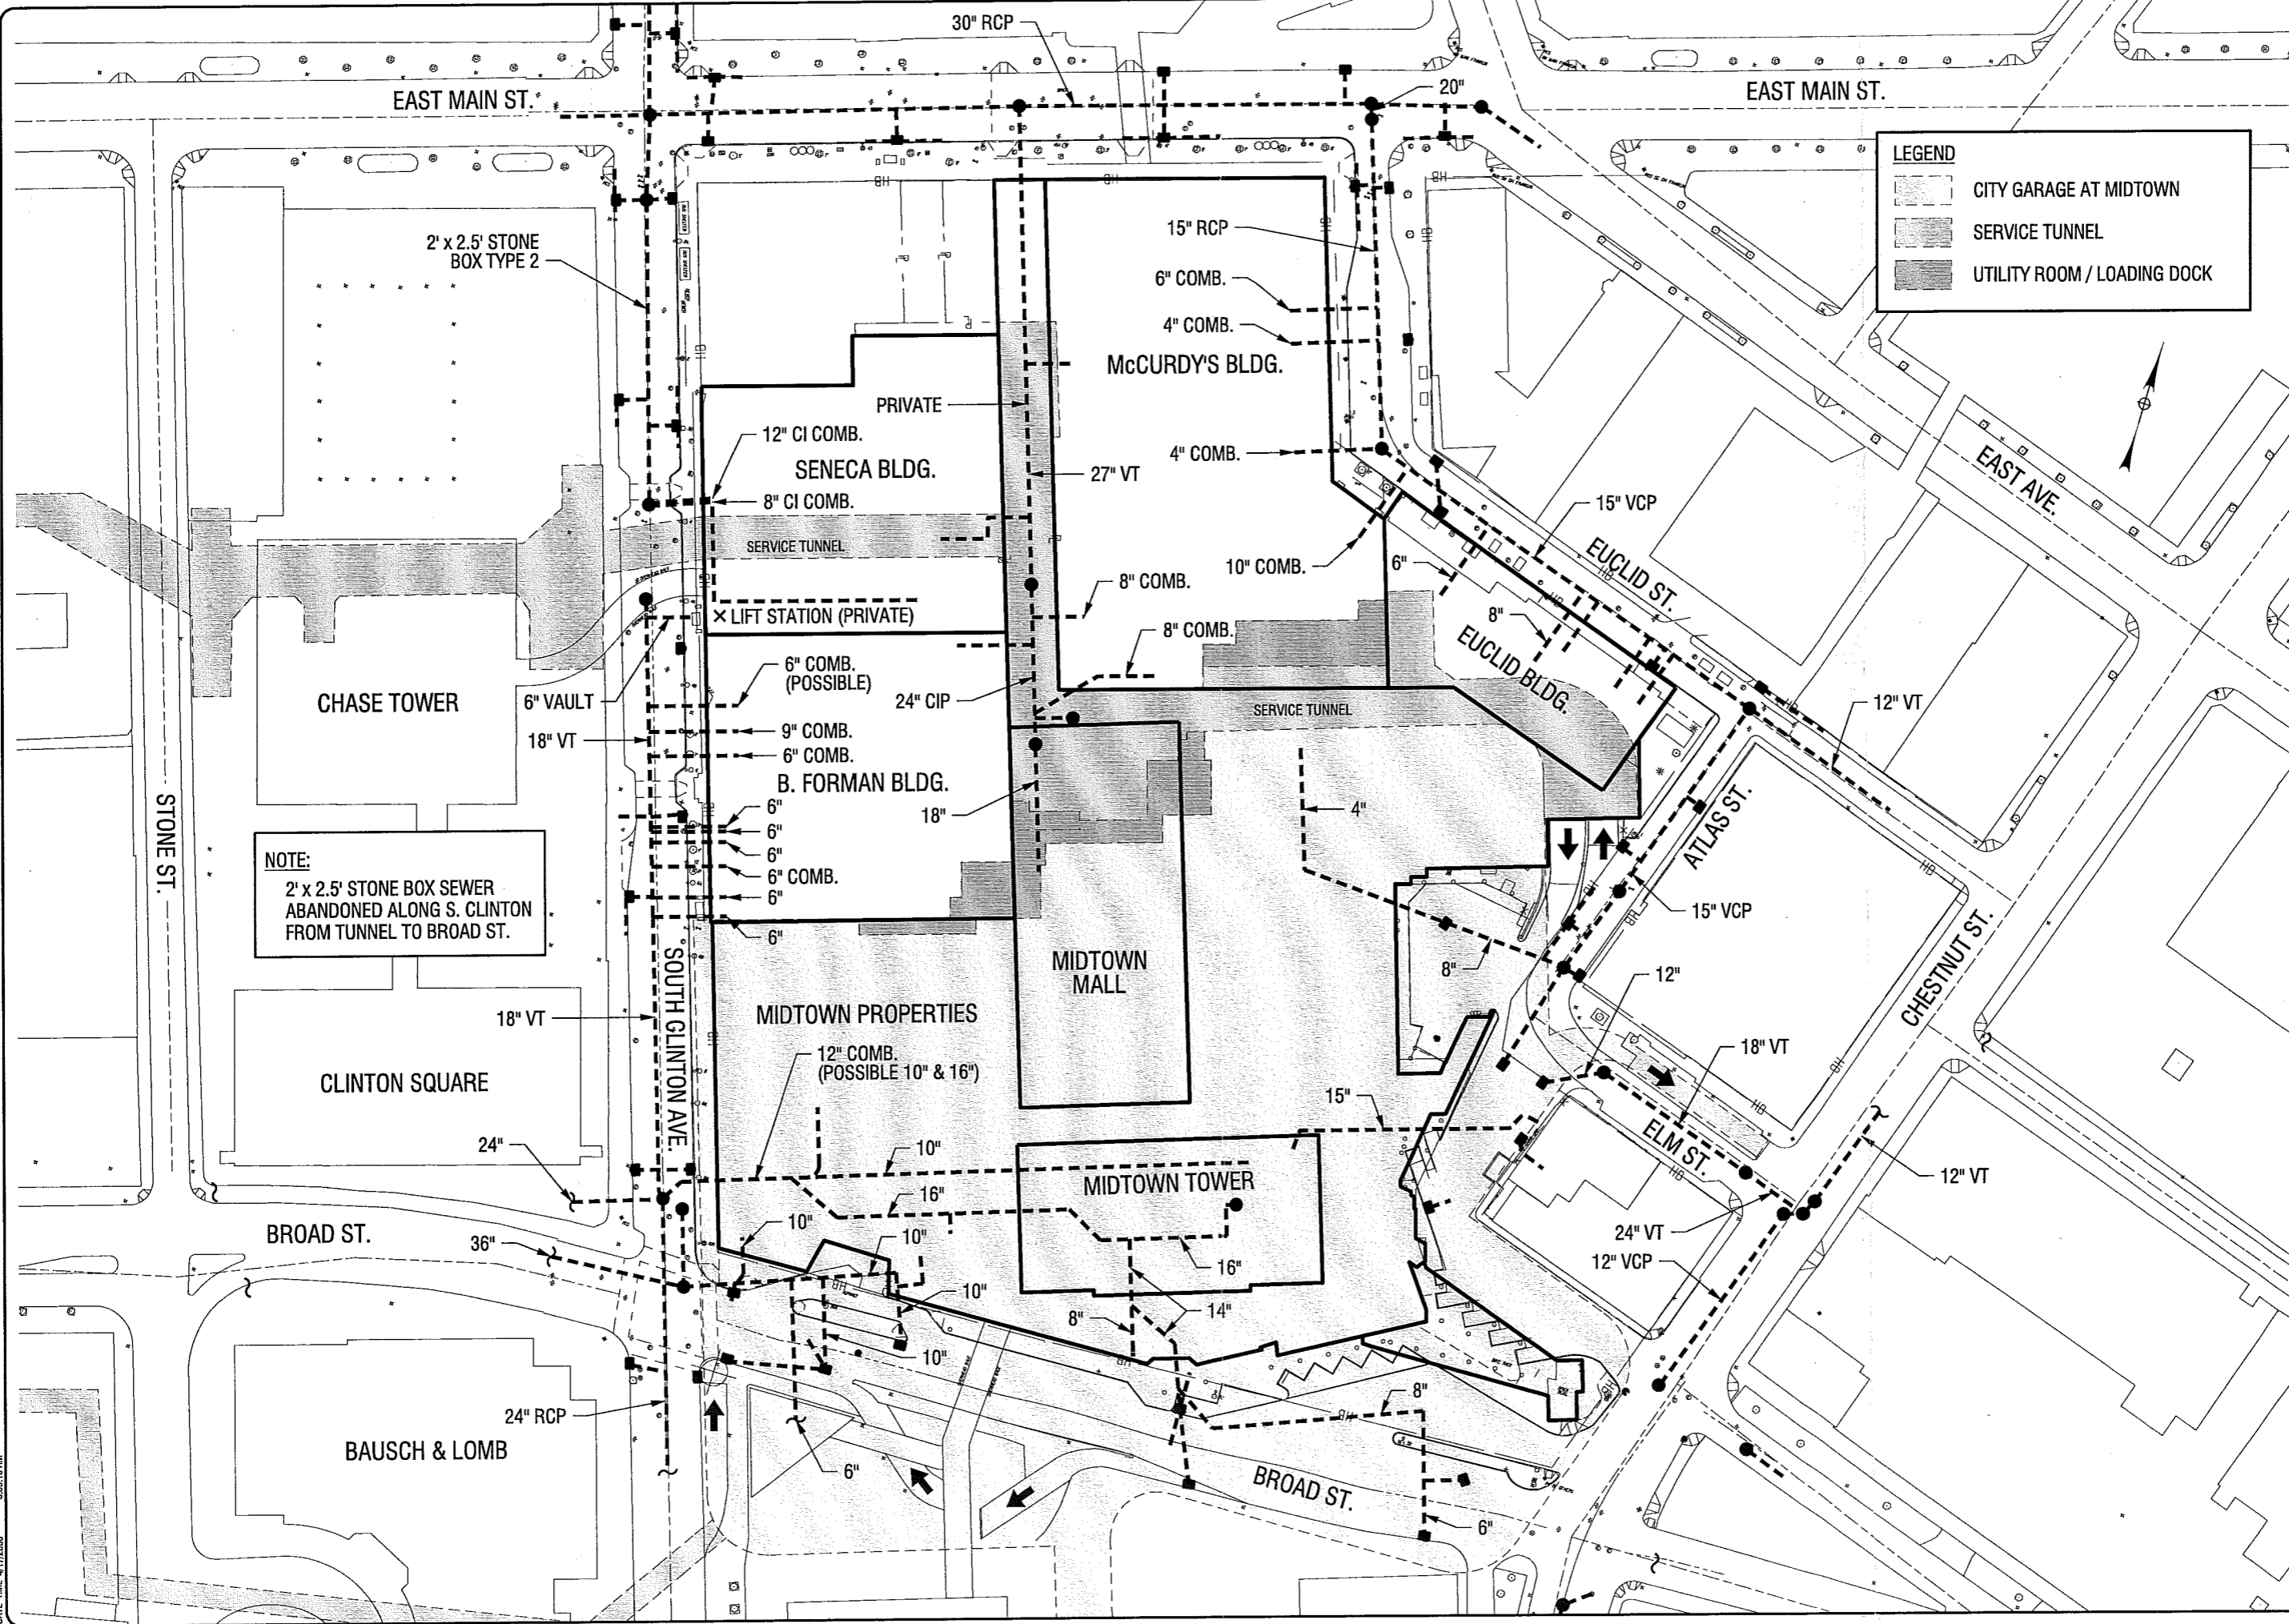 30" RCP
EAST MAIN ST.
20"
EAST MAIN ST.
LEGEND
CITY GARAGE AT MIDTOWN
SERVICE TUNNEL
UTILITY ROOM / LOADING DOCK
2' x 2.5' STONE
BOX TYPE 2
15" RCP
6" COMB.
4" COMB.
McCURDY'S BLDG.
PRIVATE
12" CI COMB.
SENECA BLDG.
4" COMB.
27" VT
8" CI COMB.
15" VCP
EAST AVE.
SERVICE TUNNEL
EUCLID ST.
10" COMB.
6"
8" COMB.
LIFT STATION (PRIVATE)
8"
8" COMB.
EUCLID BLDG.
6" COMB.
(POSSIBLE)
CHASE TOWER
6" VAULT
24" CIP
SERVICE TUNNEL
12" VT
18" VT
9" COMB.
6" COMB.
B. FORMAN BLDG.
STONE ST.
6"
18"
4"
ATLAS ST.
6"
6"
NOTE:
2' x 2.5' STONE BOX SEWER
ABANDONED ALONG S. CLINTON
FROM TUNNEL TO BROAD ST.
6" COMB.
6"
15" VCP
6"
8"
MIDTOWN
MALL
12"
CHESTNUT ST.
SOUTH CLINTON AVE.
18" VT
MIDTOWN PROPERTIES
12" COMB.
(POSSIBLE 10" & 16")
18" VT
CLINTON SQUARE
15"
ELM ST.
24"
10"
MIDTOWN TOWER
12" VT
16"
10"
10"
BROAD ST.
36"
24" VT
12" VCP
16"
10"
14"
8"
10"
24" RCP
8"
BAUSCH & LOMB
6"
BROAD ST.
6"